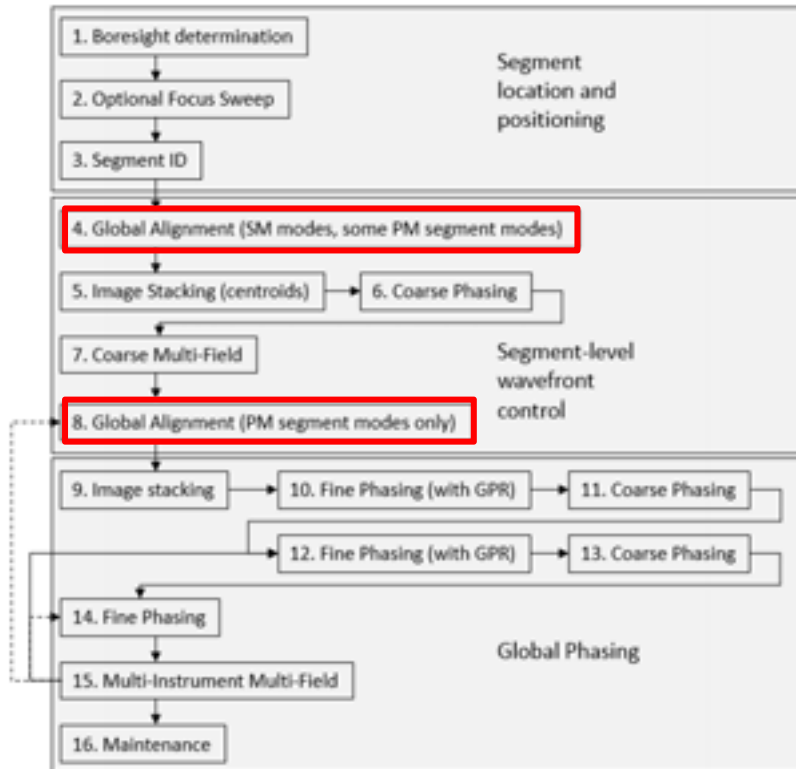 1. Boresight determination
2. Optional Focus Sweep
3. Segment ID
Segment
location and
positioning
4. Global Alignment (SM modes, some PM segment modes)
5. Image Stacking (centroids)
6. Coarse Phasing
7. Coarse Multi-Field
8. Global Alignment (PM segment modes only)
Segment-level
wavefront
control
9. Image stacking
10. Fine Phasing (with GPR)
11. Coarse Phasing
12. Fine Phasing (with GPR)
13. Coarse Phasing
14. Fine Phasing
15. Multi-Instrument Multi-Field
16. Maintenance
Global Phasing